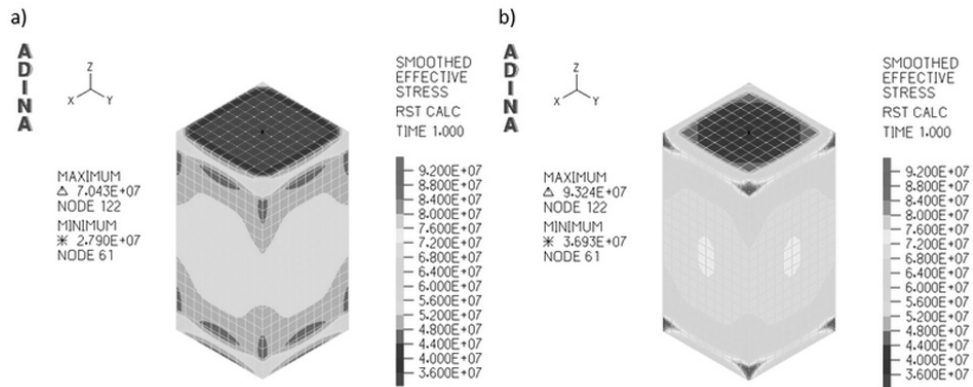 a)
ADINA
Z
X Y
SMOOTHED
EFFECTIVE
STRESS
RST CALC
TIME 1.000
MAXIMUM
△ 7.043E+07
NODE 122
MINIMUM
✳ 2.790E+07
NODE 61
9.200E+07
8.800E+07
8.400E+07
8.000E+07
7.600E+07
7.200E+07
6.800E+07
6.400E+07
6.000E+07
5.600E+07
5.200E+07
4.800E+07
4.400E+07
4.000E+07
3.600E+07
b)
ADINA
Z
X Y
SMOOTHED
EFFECTIVE
STRESS
RST CALC
TIME 1.000
MAXIMUM
△ 9.324E+07
NODE 122
MINIMUM
✳ 3.693E+07
NODE 61
9.200E+07
8.800E+07
8.400E+07
8.000E+07
7.600E+07
7.200E+07
6.800E+07
6.400E+07
6.000E+07
5.600E+07
5.200E+07
4.800E+07
4.400E+07
4.000E+07
3.600E+07